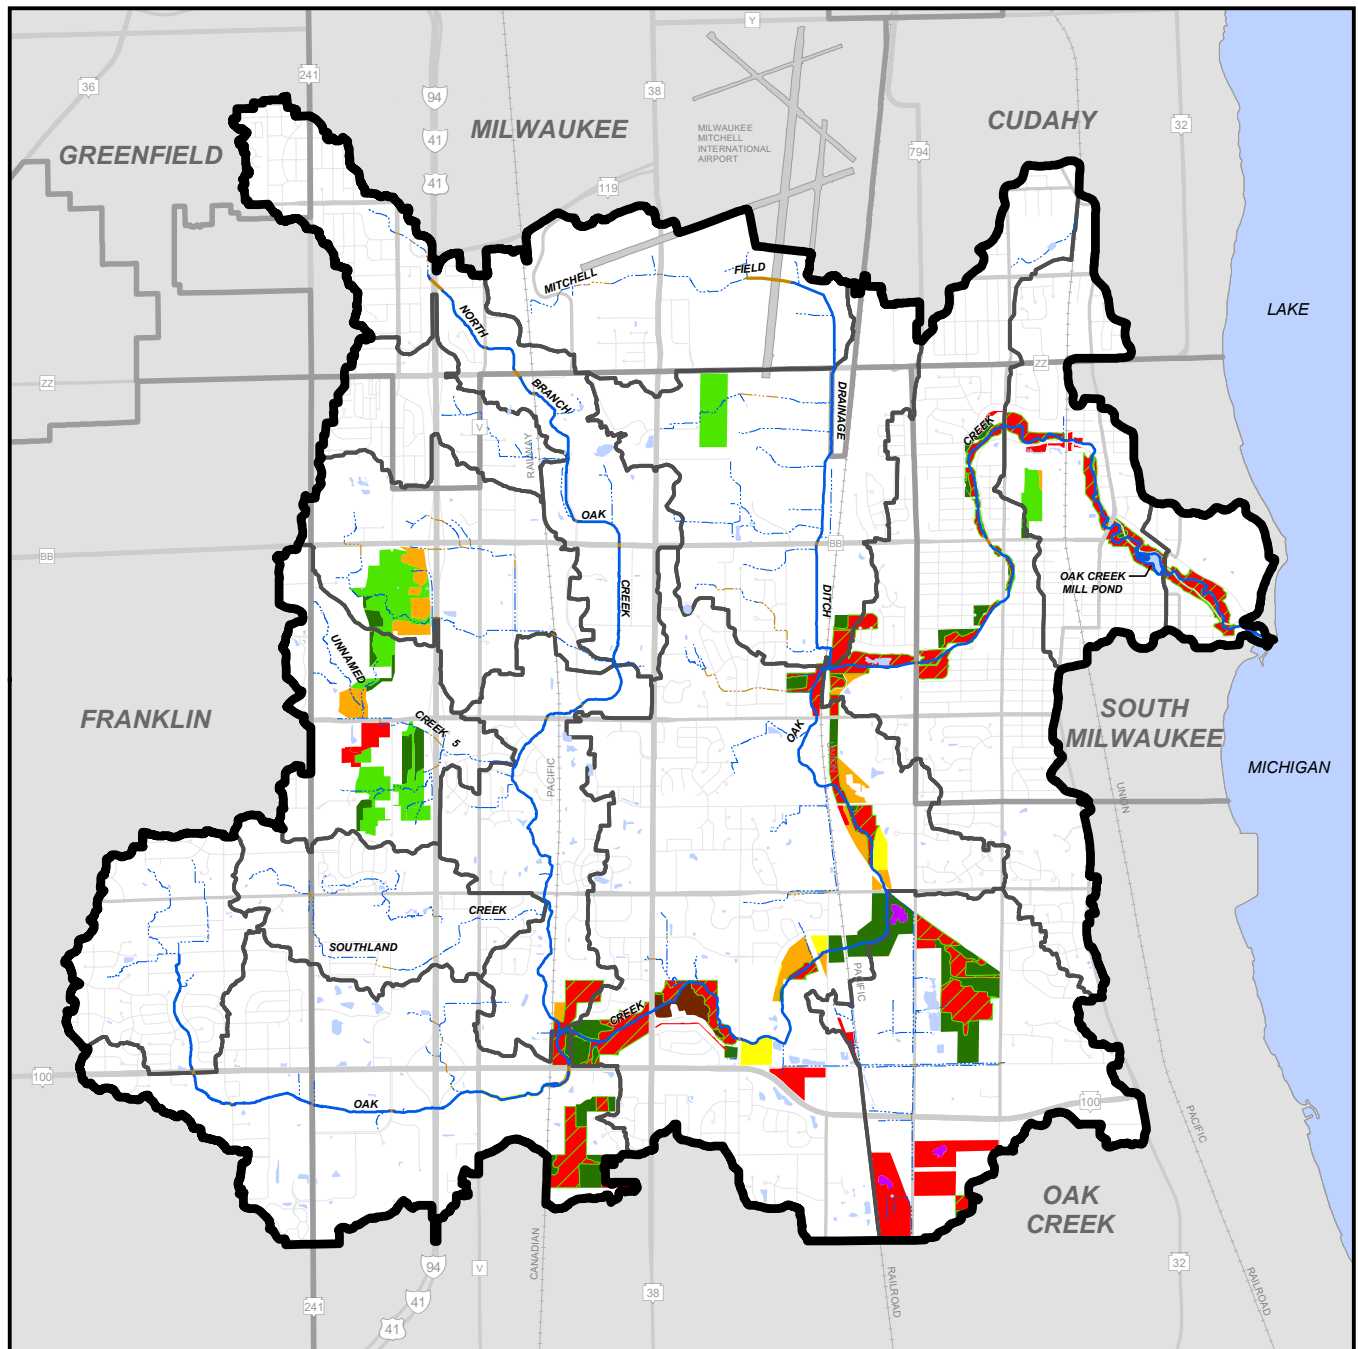 Y
241
36
94
38
MILWAUKEE
CUDAHY
32
41
MILWAUKEE
MITCHELL
INTERNATIONAL
AIRPORT
GREENFIELD
794
41
119
MITCHELL
FIELD
NORTH
LAKE
ZZ
ZZ
BRANCH
DRAINAGE
V
CREEK
RAILWAY
OAK
BB
BB
OAK CREEK
MILL POND
CREEK
DITCH
UNNAMED
FRANKLIN
CREEK 5
OAK
SOUTH
MILWAUKEE
MICHIGAN
PACIFIC
UNION
CREEK
SOUTHLAND
PACIFIC
CREEK
100
OAK
100
PACIFIC
OAK
CREEK
CANADIAN
94
V
32
38
RAILROAD
RAILROAD
241
41
41